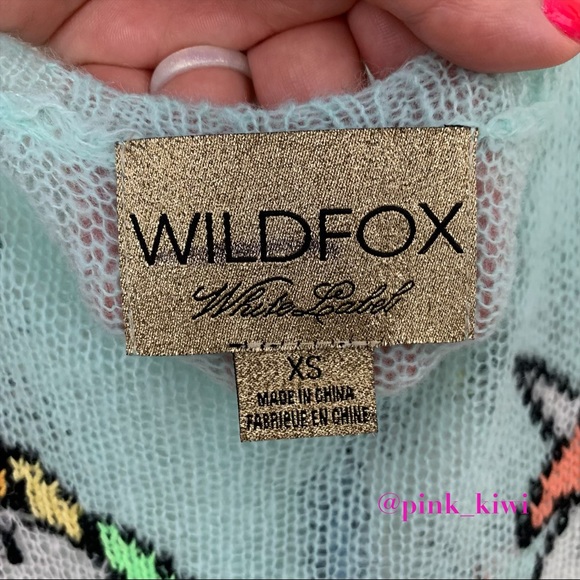 WILDFOX
White Label
XS
MADE IN CHINA
FABRIQUE EN CHINE
@pink_kiwi